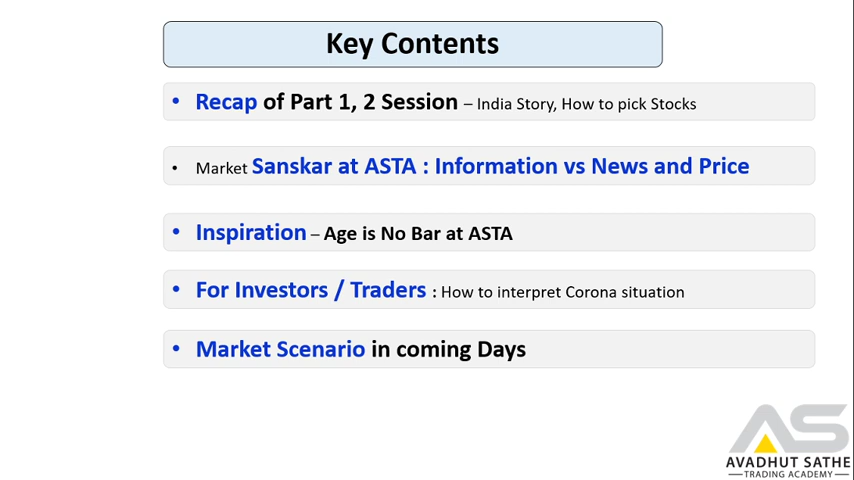 Key Contents
• Recap of Part 1, 2 Session – India Story, How to pick Stocks
• Market Sanskar at ASTA : Information vs News and Price
• Inspiration – Age is No Bar at ASTA
• For Investors / Traders : How to interpret Corona situation
• Market Scenario in coming Days
AS
AVADHUT SATHE
TRADING ACADEMY